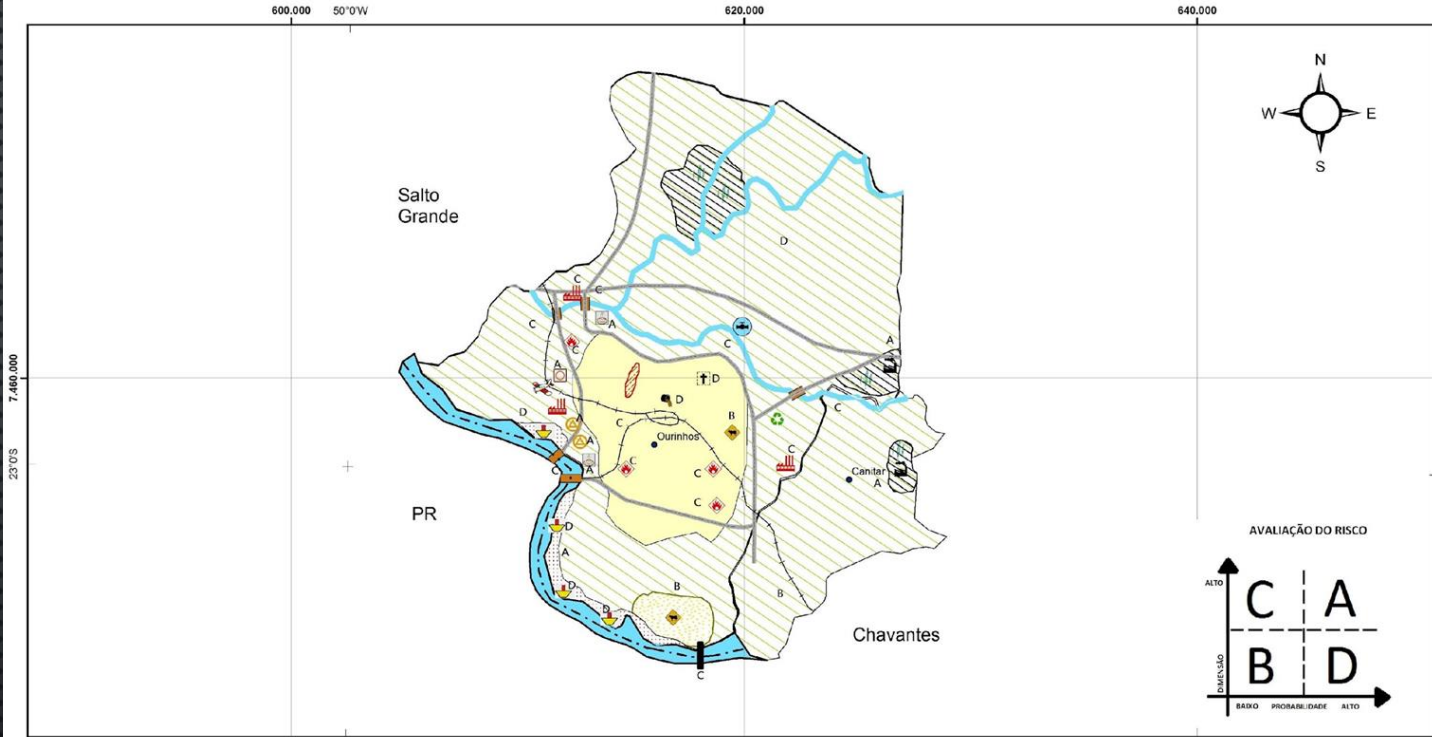 600.000
50°0'W
620.000
640.000
N
W
E
S
Salto
Grande
D
C
C
A
C
C
C
A
7.460.000
A
D
D
B
C
A
C
D
A
Ourinhos
C
C
C
Canitar
A
23°0'S
C
A
C
PR
D
A
D
D
B
B
C
Chavantes
AVALIAÇÃO DO RISCO
ALTO
C
A
DIMENSÃO
B
D
BAIXO
PROBABILIDADE
ALTO